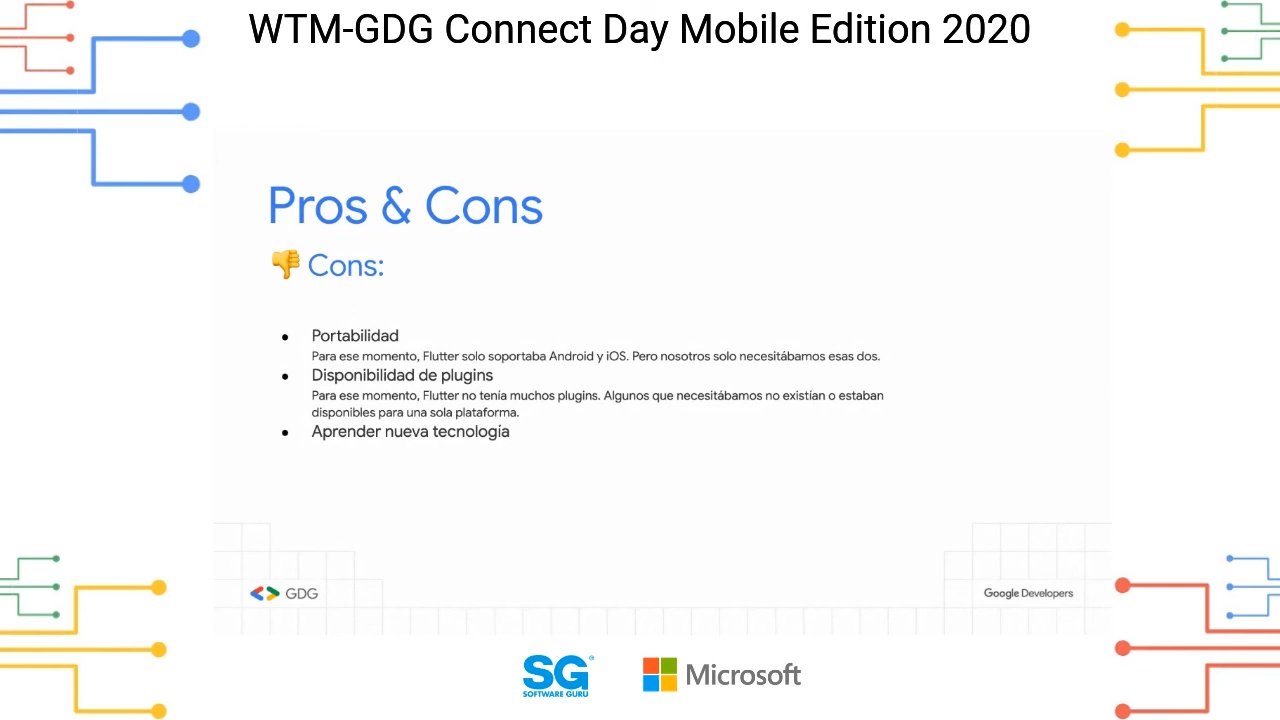 WTM-GDG Connect Day Mobile Edition 2020
Pros & Cons
👎 Cons:
● Portabilidad
Para ese momento, Flutter solo soportaba Android y iOS. Pero nosotros solo necesitábamos esas dos.
● Disponibilidad de plugins
Para ese momento, Flutter no tenía muchos plugins. Algunos que necesitábamos no existían o estaban
disponibles para una sola plataforma.
● Aprender nueva tecnología
GDG
Google Developers
SG®
SOFTWARE GURU
Microsoft